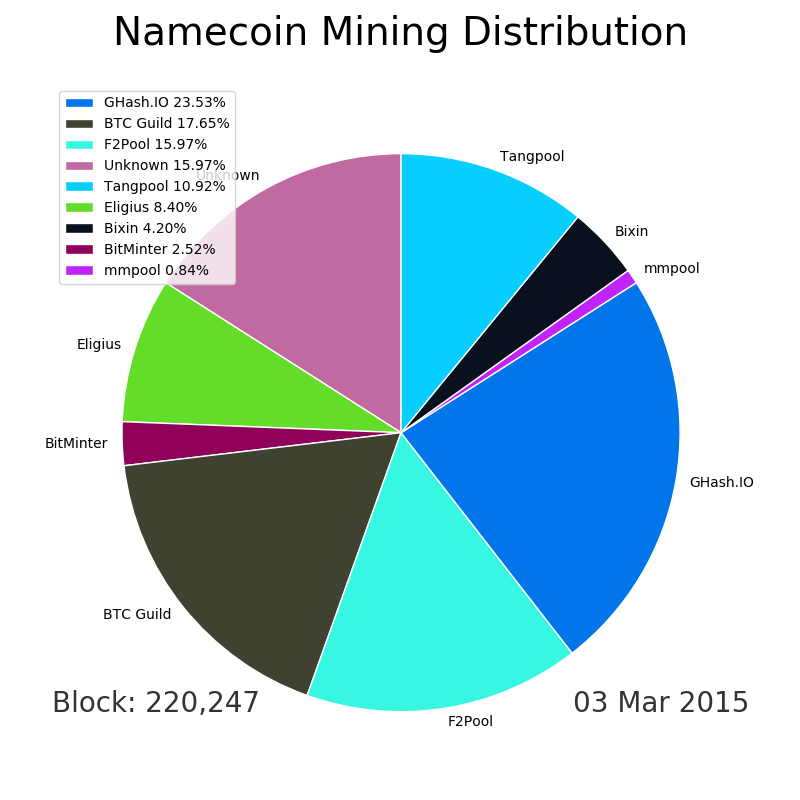 Namecoin Mining Distribution
GHash.IO 23.53%
BTC Guild 17.65%
F2Pool 15.97%
Unknown 15.97%
Tangpool 10.92%
Eligius 8.40%
Bixin 4.20%
BitMinter 2.52%
mmpool 0.84%
Tangpool
Unknown
Bixin
mmpool
Eligius
BitMinter
GHash.IO
BTC Guild
Block: 220,247
03 Mar 2015
F2Pool